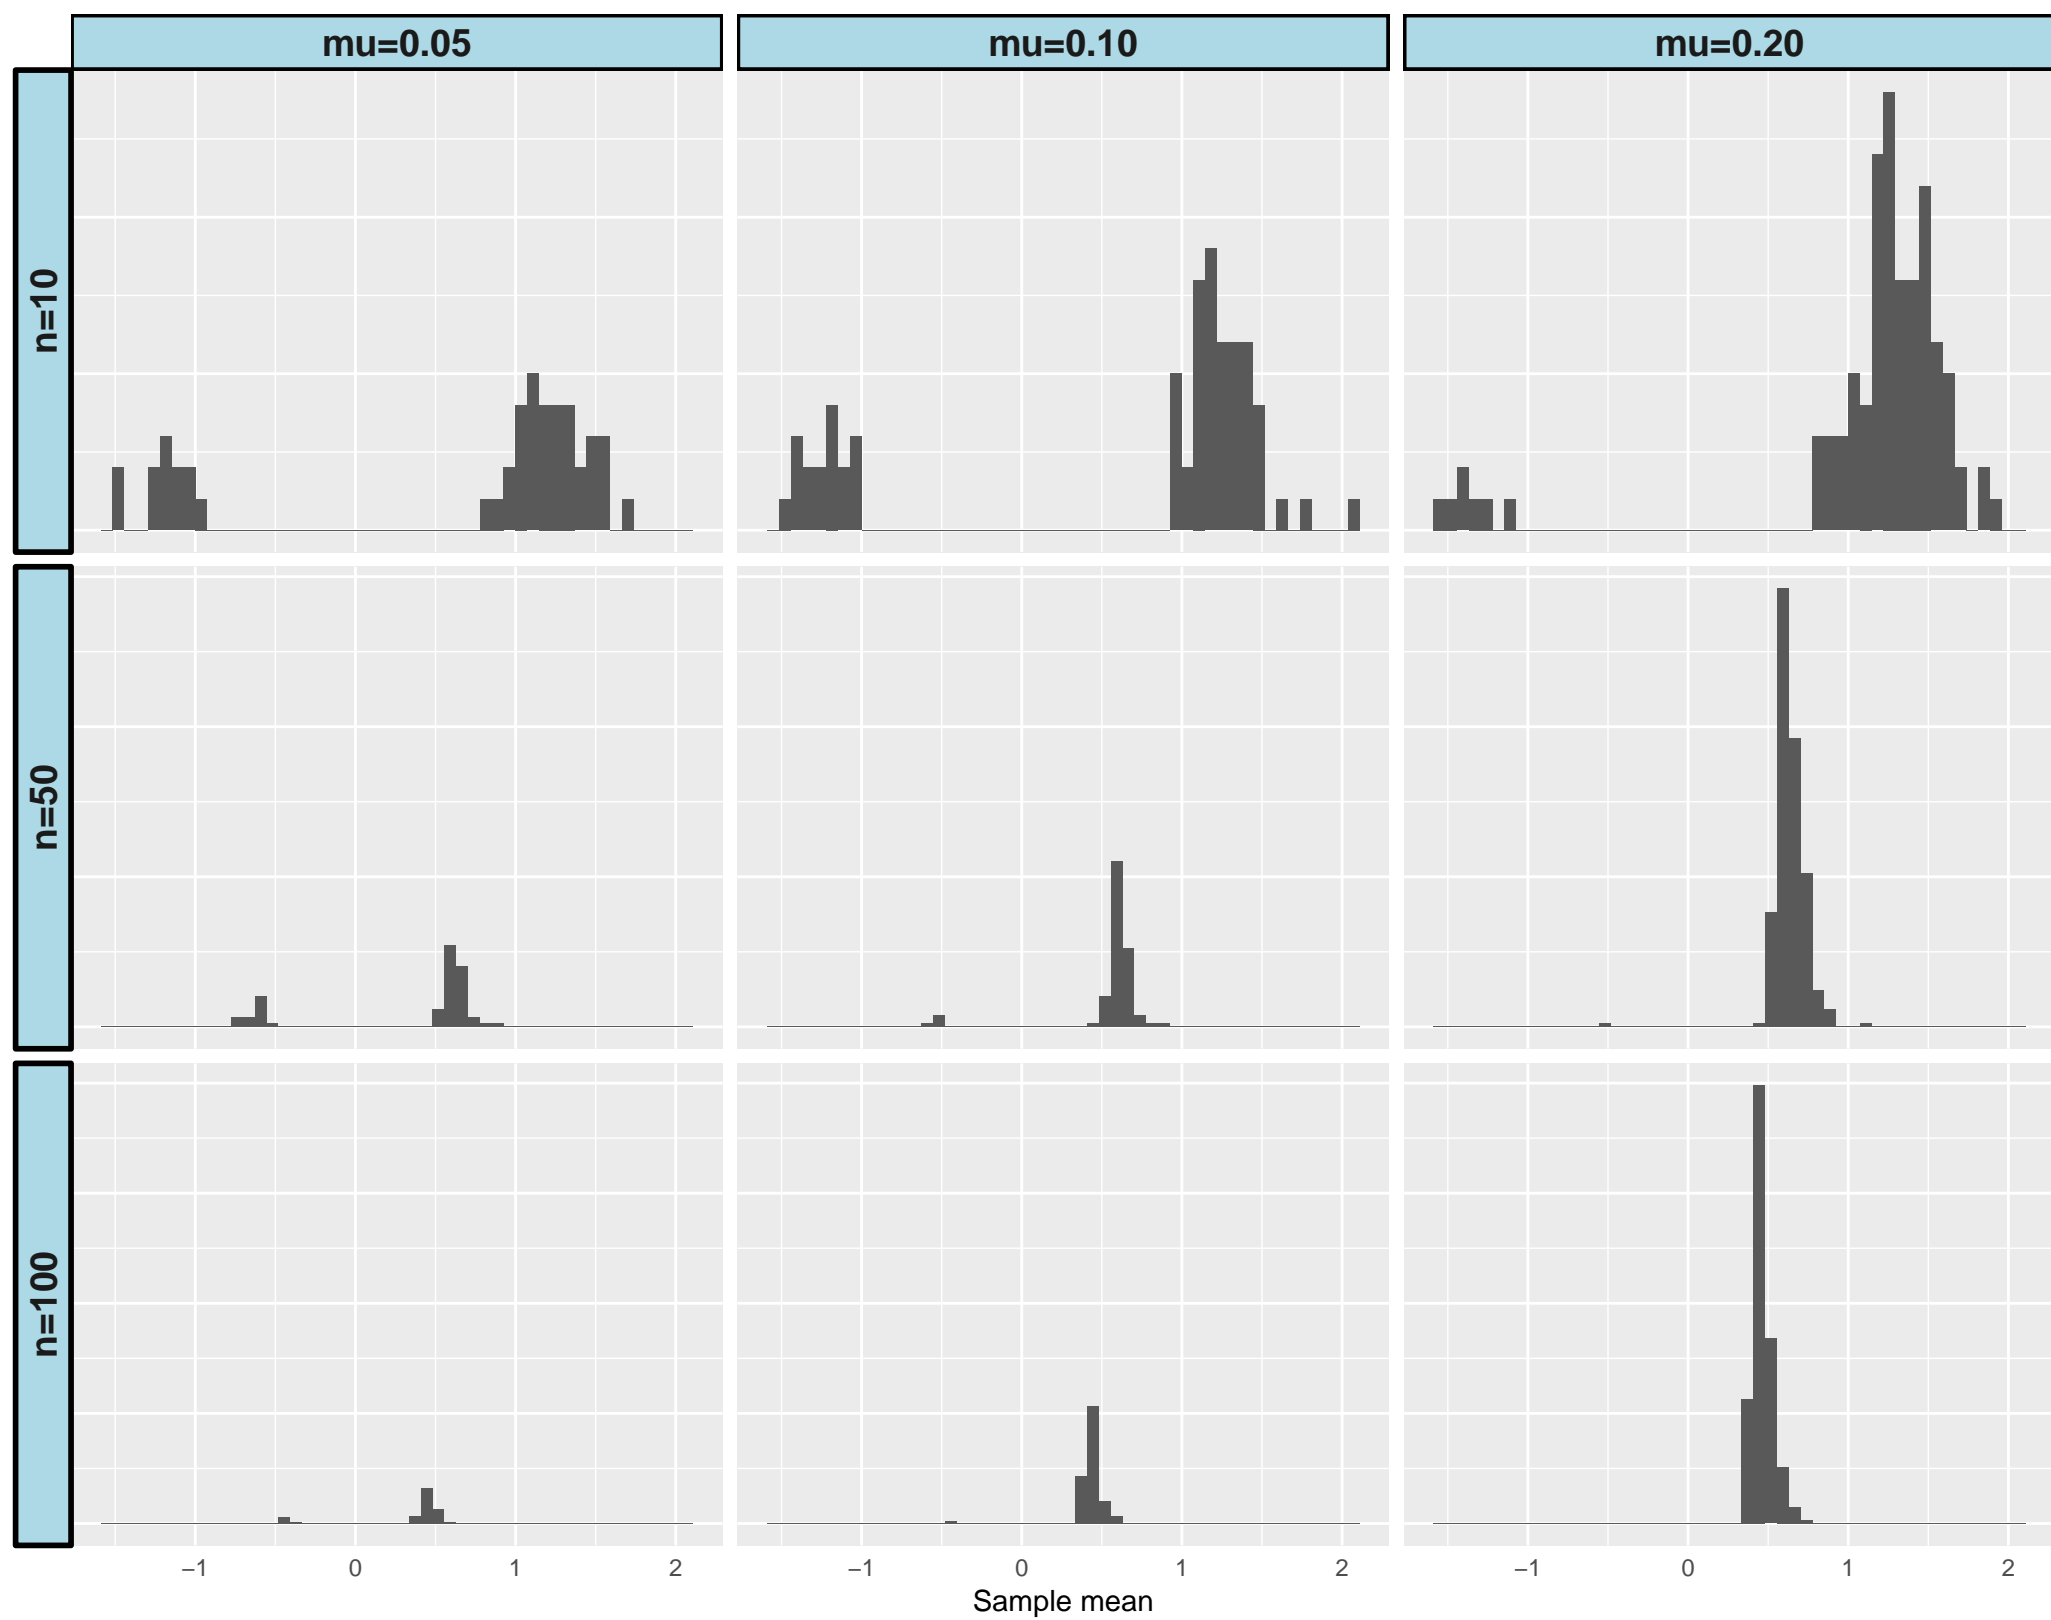 mu=0.05 mu=0.10 mu=0.20
n=10
n=50
n=100
−1 0 1 2 −1 0 1 2 −1 0 1 2
Sample mean